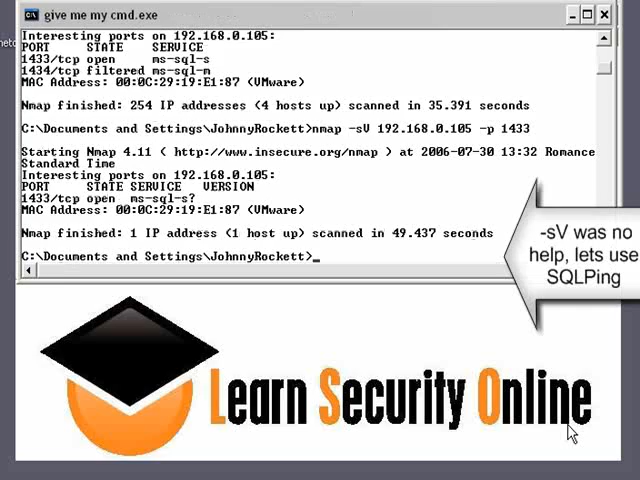 give me my cmd.exe
Interesting ports on 192.168.0.105:
PORT     STATE    SERVICE
1433/tcp open     ms-sql-s
1434/tcp filtered ms-sql-m
MAC Address: 00:0C:29:19:E1:87 (VMware)
Nmap finished: 254 IP addresses (4 hosts up) scanned in 35.391 seconds
C:\Documents and Settings\JohnnyRockett>nmap -sV 192.168.0.105 -p 1433
Starting Nmap 4.11 ( http://www.insecure.org/nmap ) at 2006-07-30 13:32 Romance
Standard Time
Interesting ports on 192.168.0.105:
PORT     STATE SERVICE   VERSION
1433/tcp open  ms-sql-s?
MAC Address: 00:0C:29:19:E1:87 (VMware)
Nmap finished: 1 IP address (1 host up) scanned in 49.437 seconds
C:\Documents and Settings\JohnnyRockett>_
-sV was no
help, lets use
SQLPing
Learn Security Online